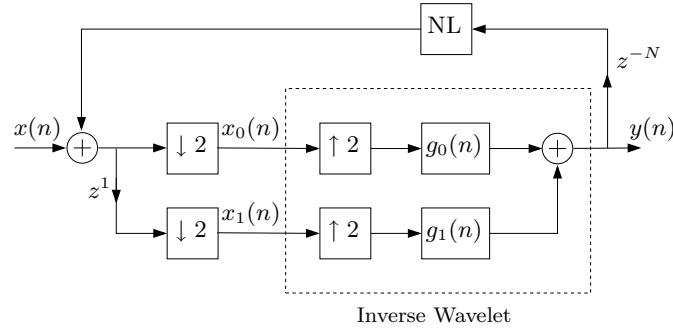 NL
z^{-N}
x(n)
+
↓ 2
x_0(n)
↑ 2
g_0(n)
+
y(n)
z^1
↓ 2
x_1(n)
↑ 2
g_1(n)
Inverse Wavelet